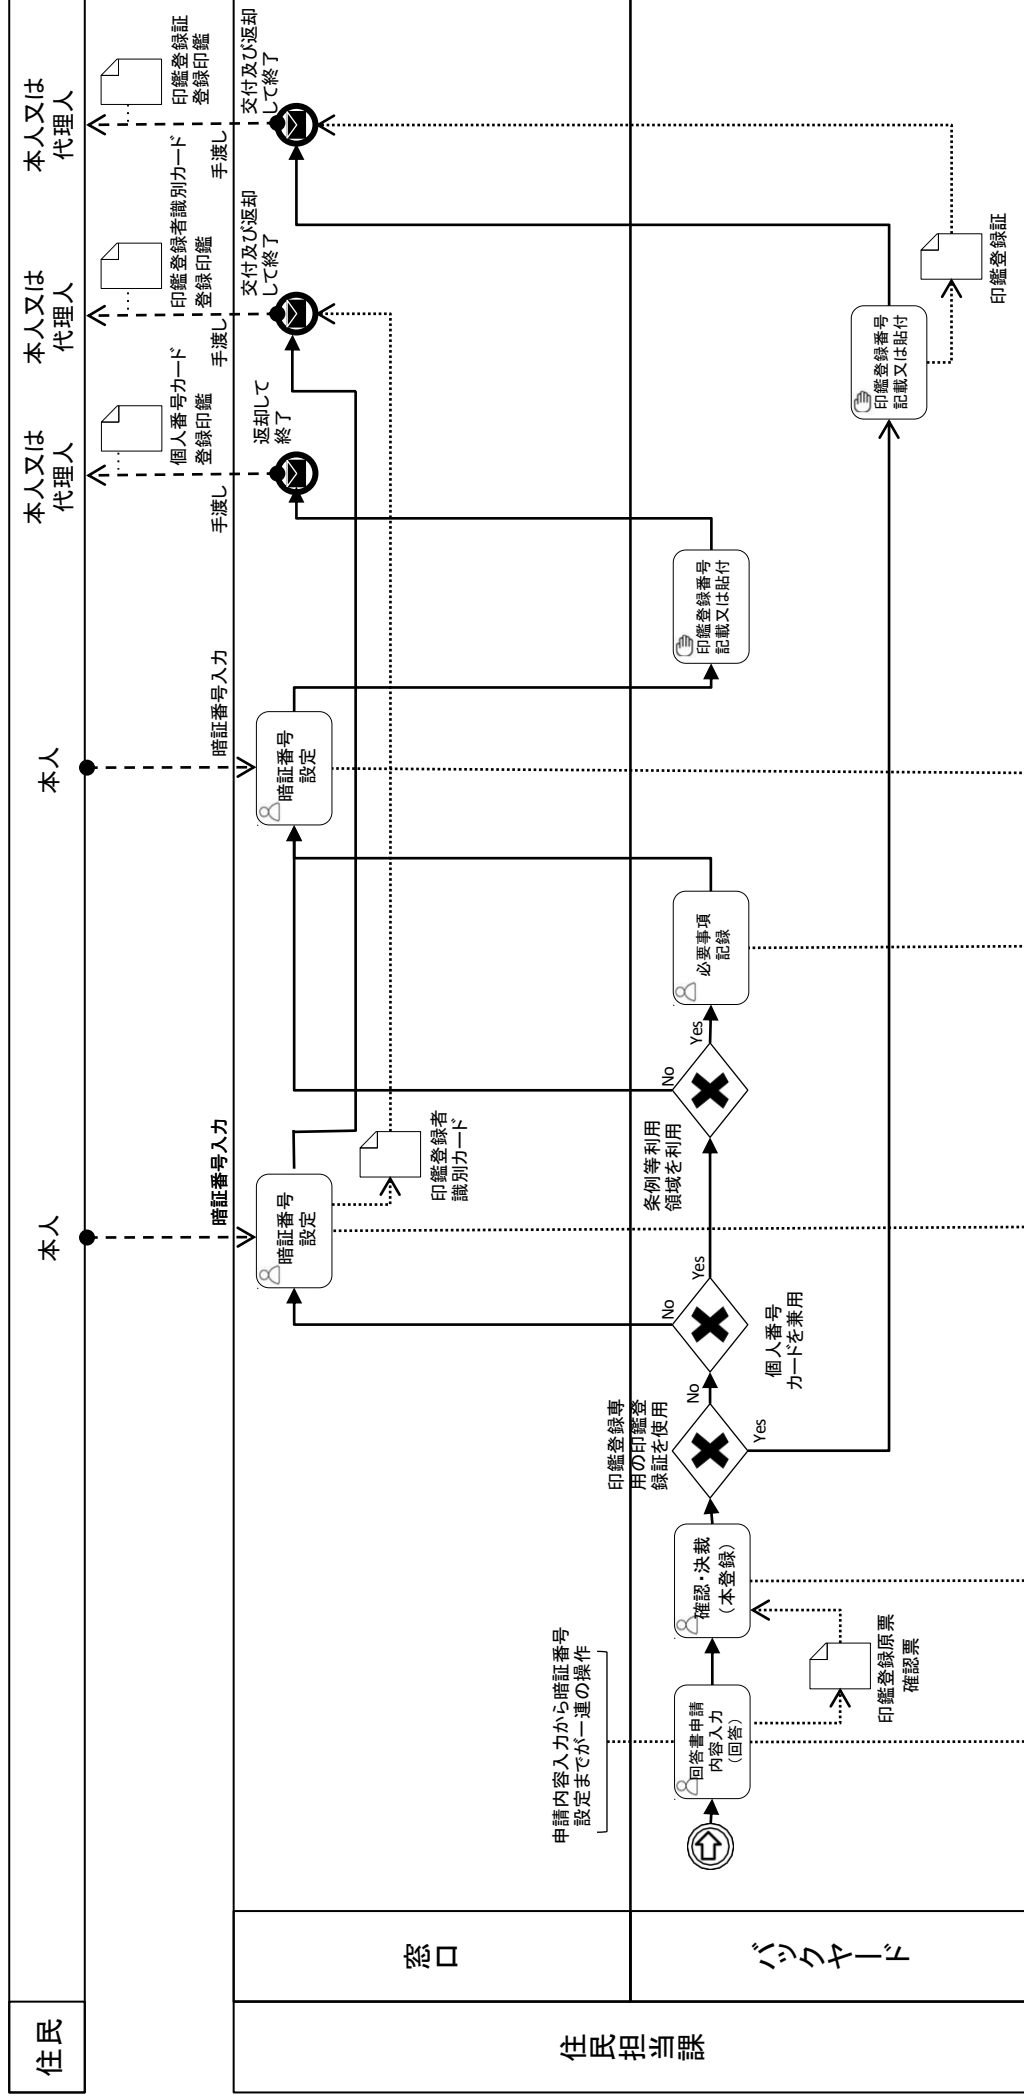 住民
本人
本人
本人又は
代理人
本人又は
代理人
本人又は
代理人
暗証番号入力
暗証番号入力
手渡し
個人番号カード
登録印鑑
手渡し
印鑑登録者識別カード
登録印鑑
手渡し
印鑑登録証
登録印鑑
住民担当課
窓口
暗証番号
設定
印鑑登録者
識別カード
暗証番号
設定
返却して
終了
交付及び返却
して終了
交付及び返却
して終了
バックヤード
申請内容入力から暗証番号
設定までが一連の操作
回答書申請
内容入力
(回答)
印鑑登録原票
確認票
確認・決裁
(本登録)
印鑑登録専
用の印鑑登
録証を使用
No
Yes
個人番号
カードを兼用
No
Yes
条例等利用
領域を利用
No
Yes
必要事項
記録
印鑑登録番号
記載又は貼付
印鑑登録番号
記載又は貼付
印鑑登録証